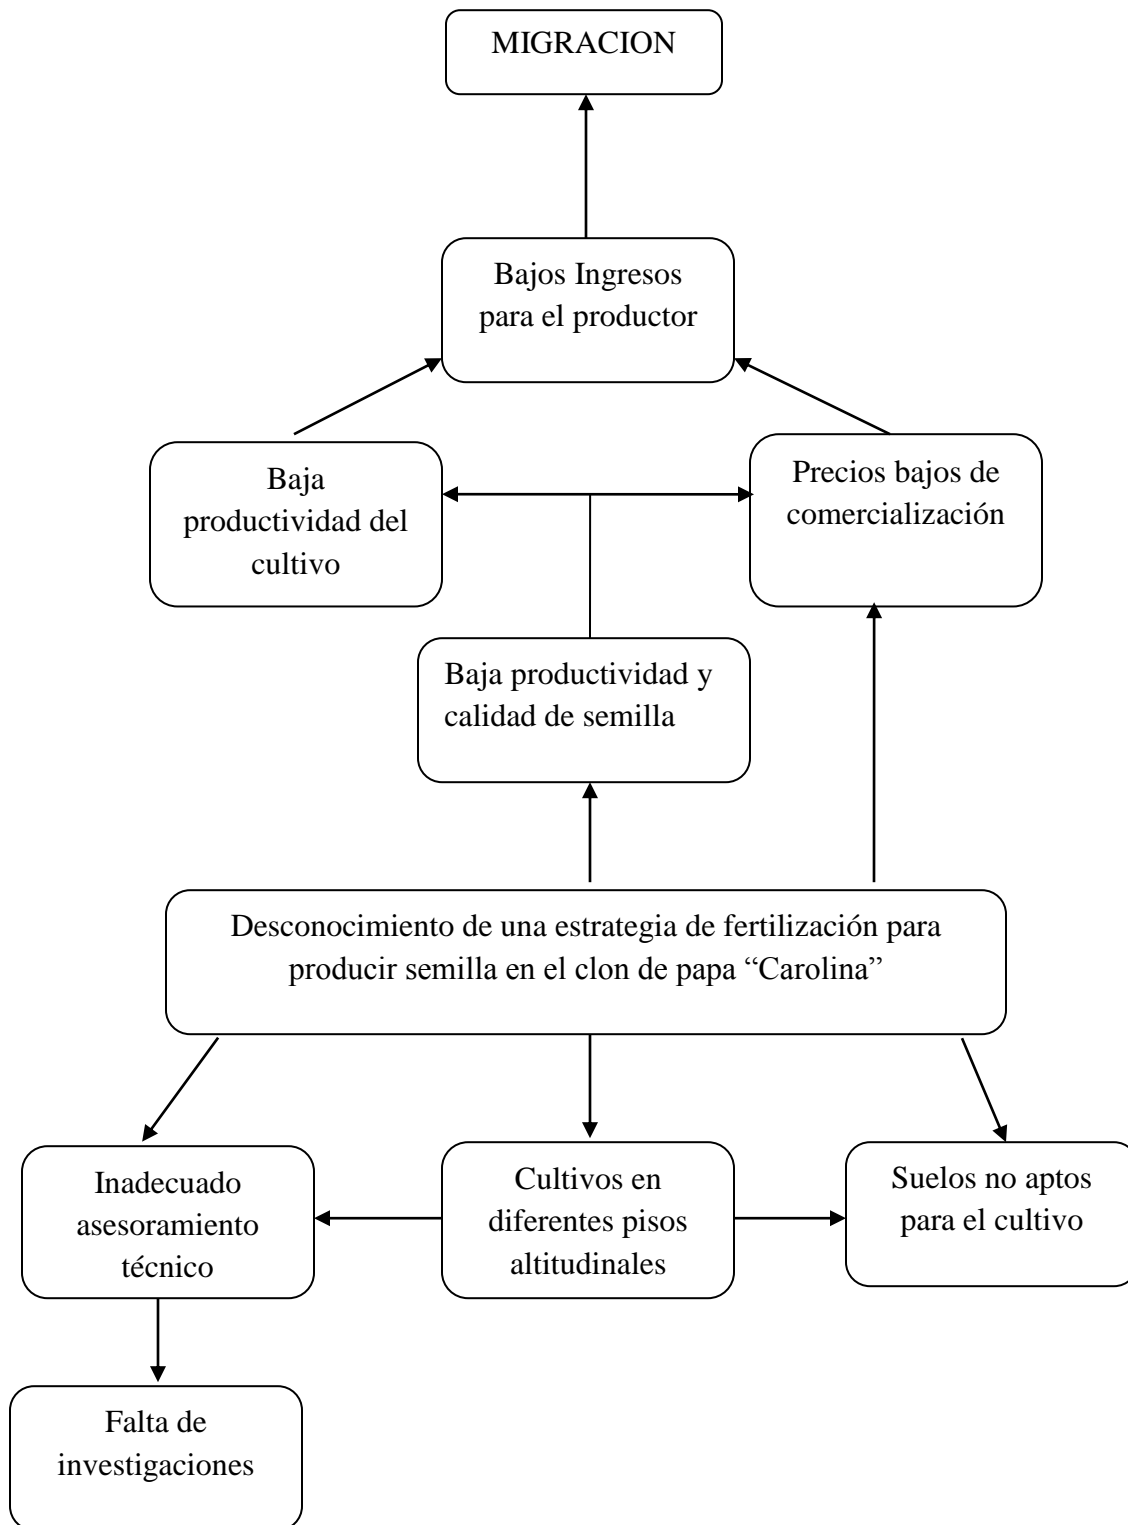 MIGRACION
Bajos Ingresos
para el productor
Baja
productividad del
cultivo
Precios bajos de
comercialización
Baja productividad y
calidad de semilla
Desconocimiento de una estrategia de fertilización para
producir semilla en el clon de papa “Carolina”
Inadecuado
asesoramiento
técnico
Cultivos en
diferentes pisos
altitudinales
Suelos no aptos
para el cultivo
Falta de
investigaciones